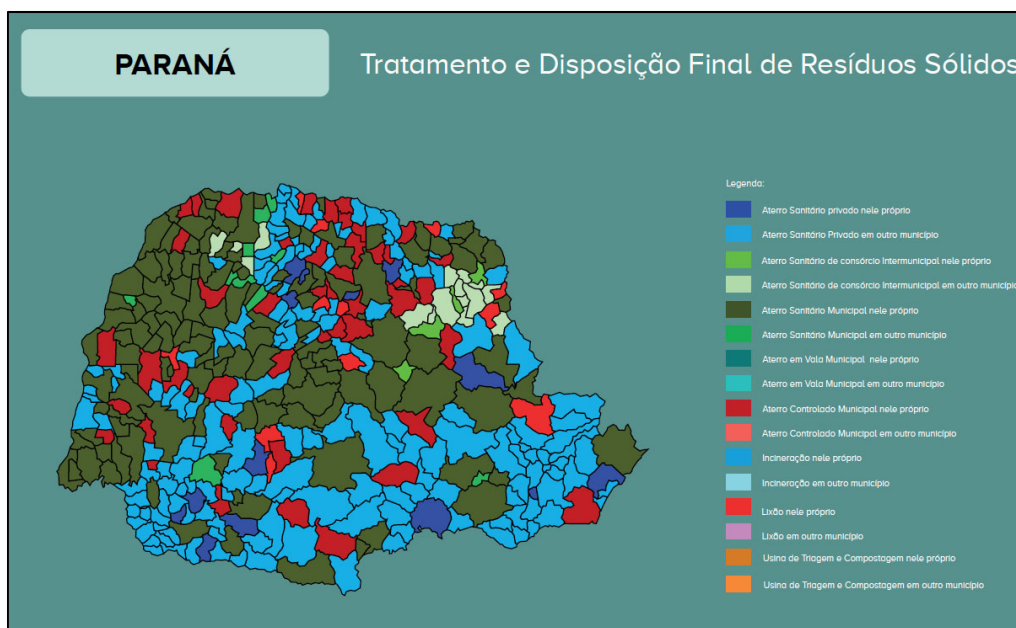 PARANÁ
Tratamento e Disposição Final de Resíduos Sólidos
Legenda:
Aterro Sanitário privado nele próprio
Aterro Sanitário Privado em outro município
Aterro Sanitário de consórcio Intermunicipal nele próprio
Aterro Sanitário de consórcio Intermunicipal em outro município
Aterro Sanitário Municipal nele próprio
Aterro Sanitário Municipal em outro município
Aterro em Vala Municipal nele próprio
Aterro em Vala Municipal em outro município
Aterro Controlado Municipal nele próprio
Aterro Controlado Municipal em outro município
Incineração nele próprio
Incineração em outro município
Lixão nele próprio
Lixão em outro município
Usina de Triagem e Compostagem nele próprio
Usina de Triagem e Compostagem em outro município